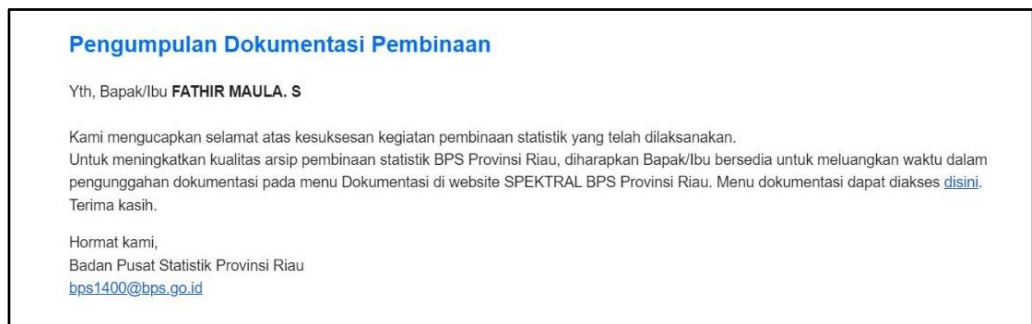 Pengumpulan Dokumentasi Pembinaan
Yth, Bapak/Ibu FATHIR MAULA. S
Kami mengucapkan selamat atas kesuksesan kegiatan pembinaan statistik yang telah dilaksanakan.
Untuk meningkatkan kualitas arsip pembinaan statistik BPS Provinsi Riau, diharapkan Bapak/Ibu bersedia untuk meluangkan waktu dalam
pengunggahan dokumentasi pada menu Dokumentasi di website SPEKTRAL BPS Provinsi Riau. Menu dokumentasi dapat diakses disini.
Terima kasih.
Hormat kami,
Badan Pusat Statistik Provinsi Riau
bps1400@bps.go.id